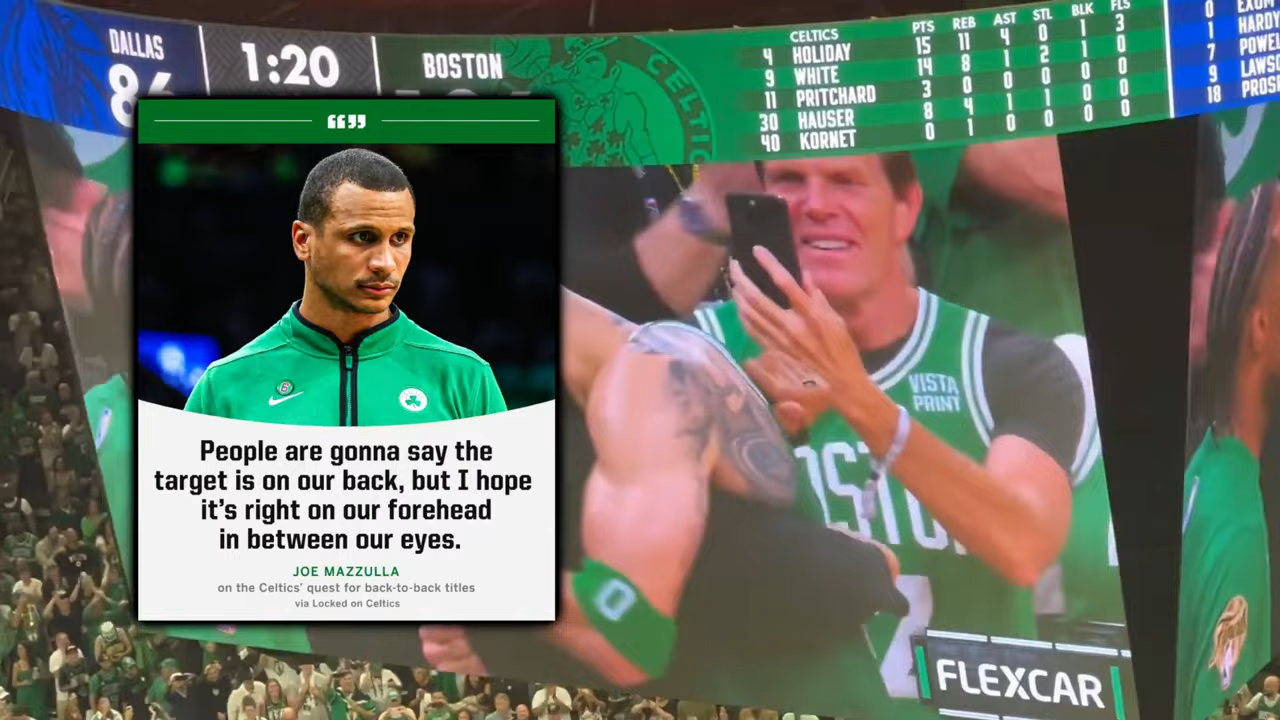 DALLAS
86
1:20
BOSTON
CELTICS
CELTICS PTS REB AST STL BLK FLS
4 HOLIDAY 15 11 4 0 1 3
9 WHITE 14 8 1 2 1 0
11 PRITCHARD 3 0 0 0 0 0
30 HAUSER 8 4 1 1 0 0
40 KORNET 0 1 0 0 0 0
0
1 HARDY
7
9
18
People are gonna say the
target is on our back, but I hope
it's right on our forehead
in between our eyes.
JOE MAZZULLA
on the Celtics' quest for back-to-back titles
via Locked on Celtics
6
VISTA
PRINT
0
FLEXCAR